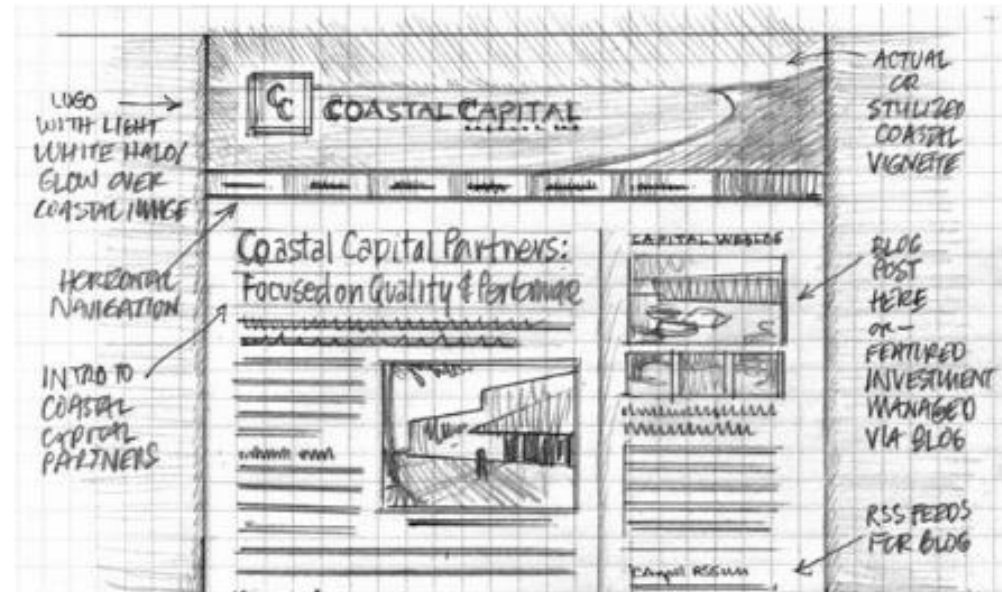 LOGO
WITH LIGHT
WHITE HALO/
GLOW OVER
COASTAL IMAGE
HORIZONTAL
NAVIGATION
INTRO TO
COASTAL
CAPITAL
PARTNERS
CC
COASTAL CAPITAL
Coastal Capital Partners:
Focused on Quality & Performance
CAPITAL WEBLOG
ACTUAL
OR
STYLIZED
COASTAL
VIGNETTE
BLOG
POST
HERE
OR—
FEATURED
INVESTMENT
MANAGED
VIA BLOG
RSS FEEDS
FOR BLOG